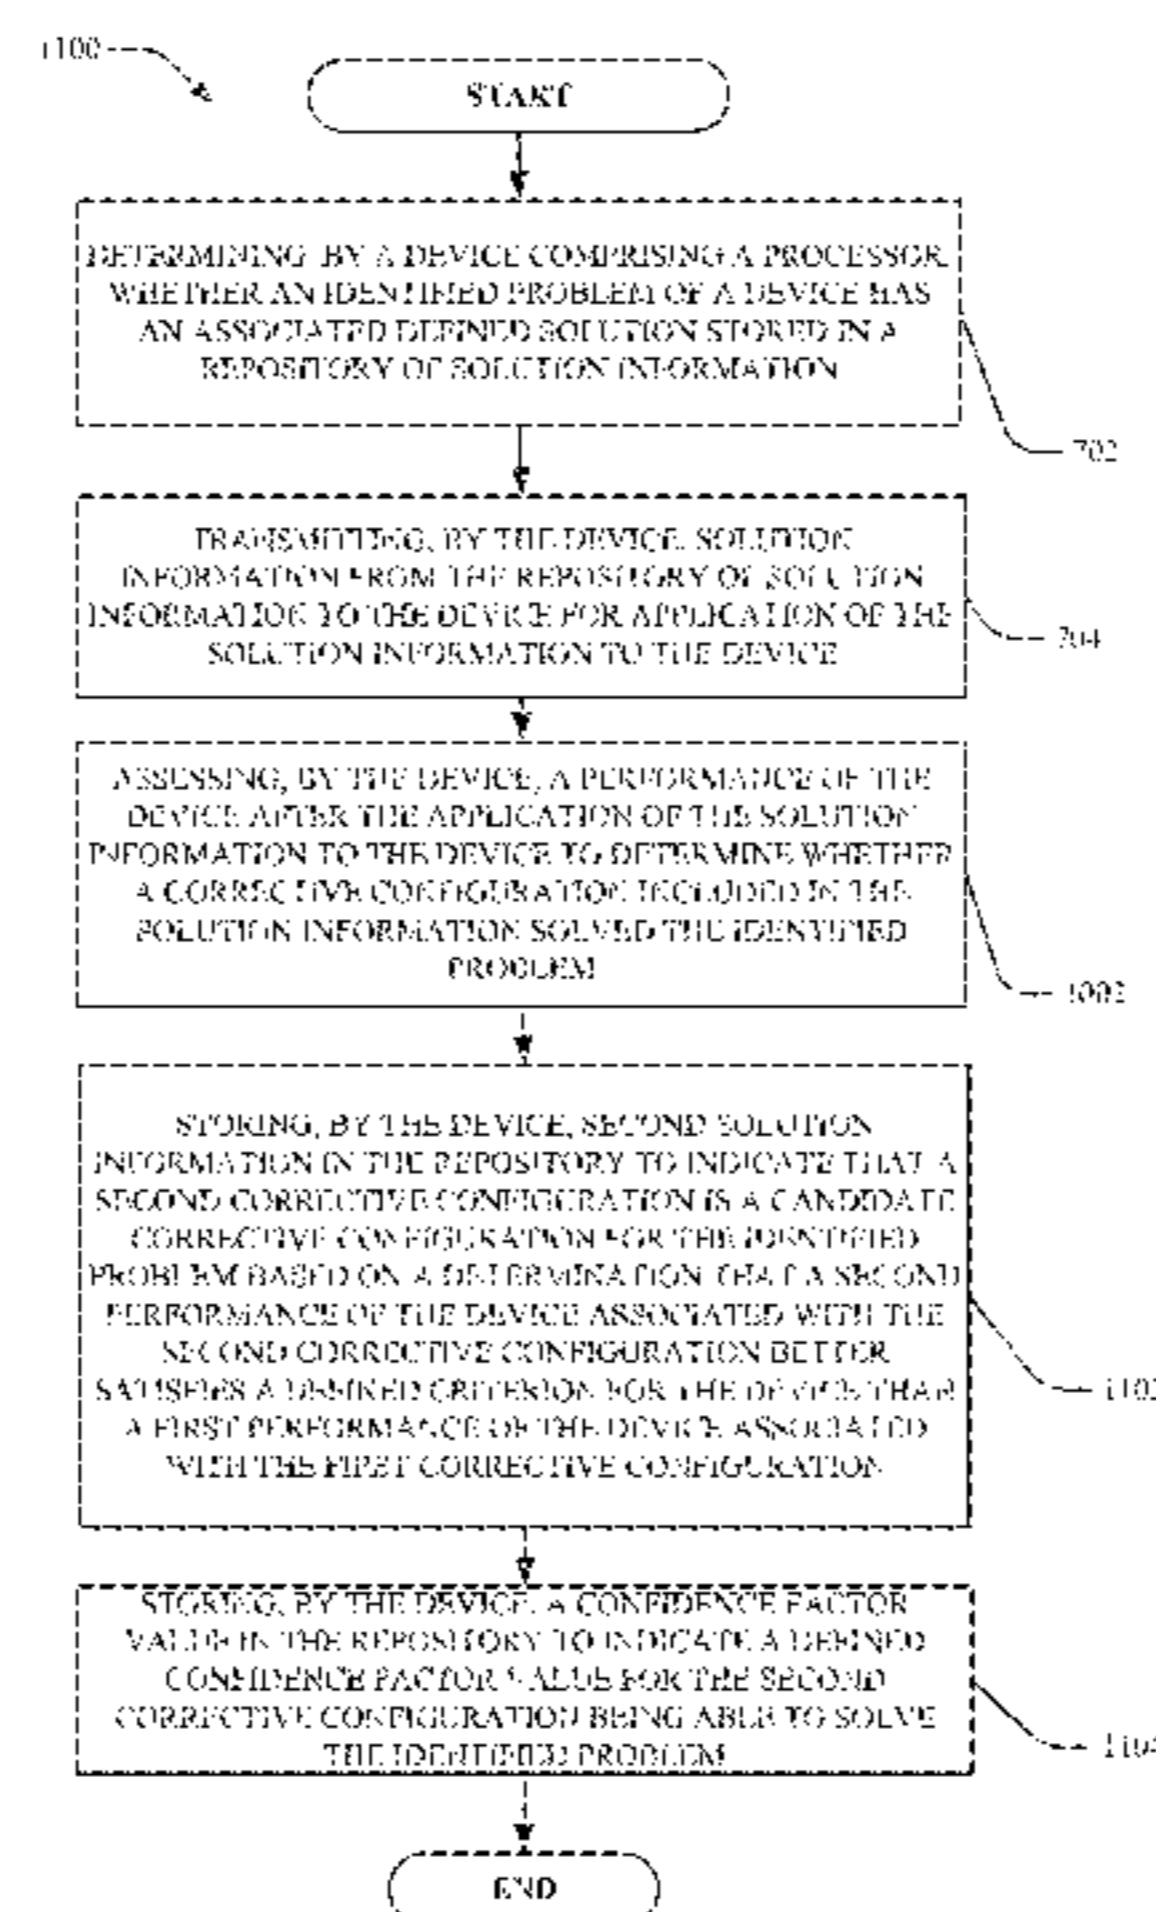 1100
START
DETERMINING, BY A DEVICE COMPRISING A PROCESSOR,
WHETHER AN IDENTIFIED PROBLEM OF A DEVICE HAS
AN ASSOCIATED DEFINED SOLUTION STORED IN A
REPOSITORY OF SOLUTION INFORMATION
702
TRANSMITTING, BY THE DEVICE, SOLUTION
INFORMATION FROM THE REPOSITORY OF SOLUTION
INFORMATION TO THE DEVICE FOR APPLICATION OF THE
SOLUTION INFORMATION TO THE DEVICE
704
ASSESSING, BY THE DEVICE, A PERFORMANCE OF THE
DEVICE AFTER THE APPLICATION OF THE SOLUTION
INFORMATION TO THE DEVICE TO DETERMINE WHETHER
A CORRECTIVE CONFIGURATION INCLUDED IN THE
SOLUTION INFORMATION SOLVED THE IDENTIFIED
PROBLEM
1002
STORING, BY THE DEVICE, SECOND SOLUTION
INFORMATION IN THE REPOSITORY TO INDICATE THAT A
SECOND CORRECTIVE CONFIGURATION IS A CANDIDATE
CORRECTIVE CONFIGURATION FOR THE IDENTIFIED
PROBLEM BASED ON A DETERMINATION THAT A SECOND
PERFORMANCE OF THE DEVICE ASSOCIATED WITH THE
SECOND CORRECTIVE CONFIGURATION BETTER
SATISFIES A DEFINED CRITERION FOR THE DEVICE THAN
A FIRST PERFORMANCE OF THE DEVICE ASSOCIATED
WITH THE FIRST CORRECTIVE CONFIGURATION
1102
STORING, BY THE DEVICE, A CONFIDENCE FACTOR
VALUE IN THE REPOSITORY TO INDICATE A DEFINED
CONFIDENCE FACTOR VALUE FOR THE SECOND
CORRECTIVE CONFIGURATION BEING ABLE TO SOLVE
THE IDENTIFIED PROBLEM
1104
END